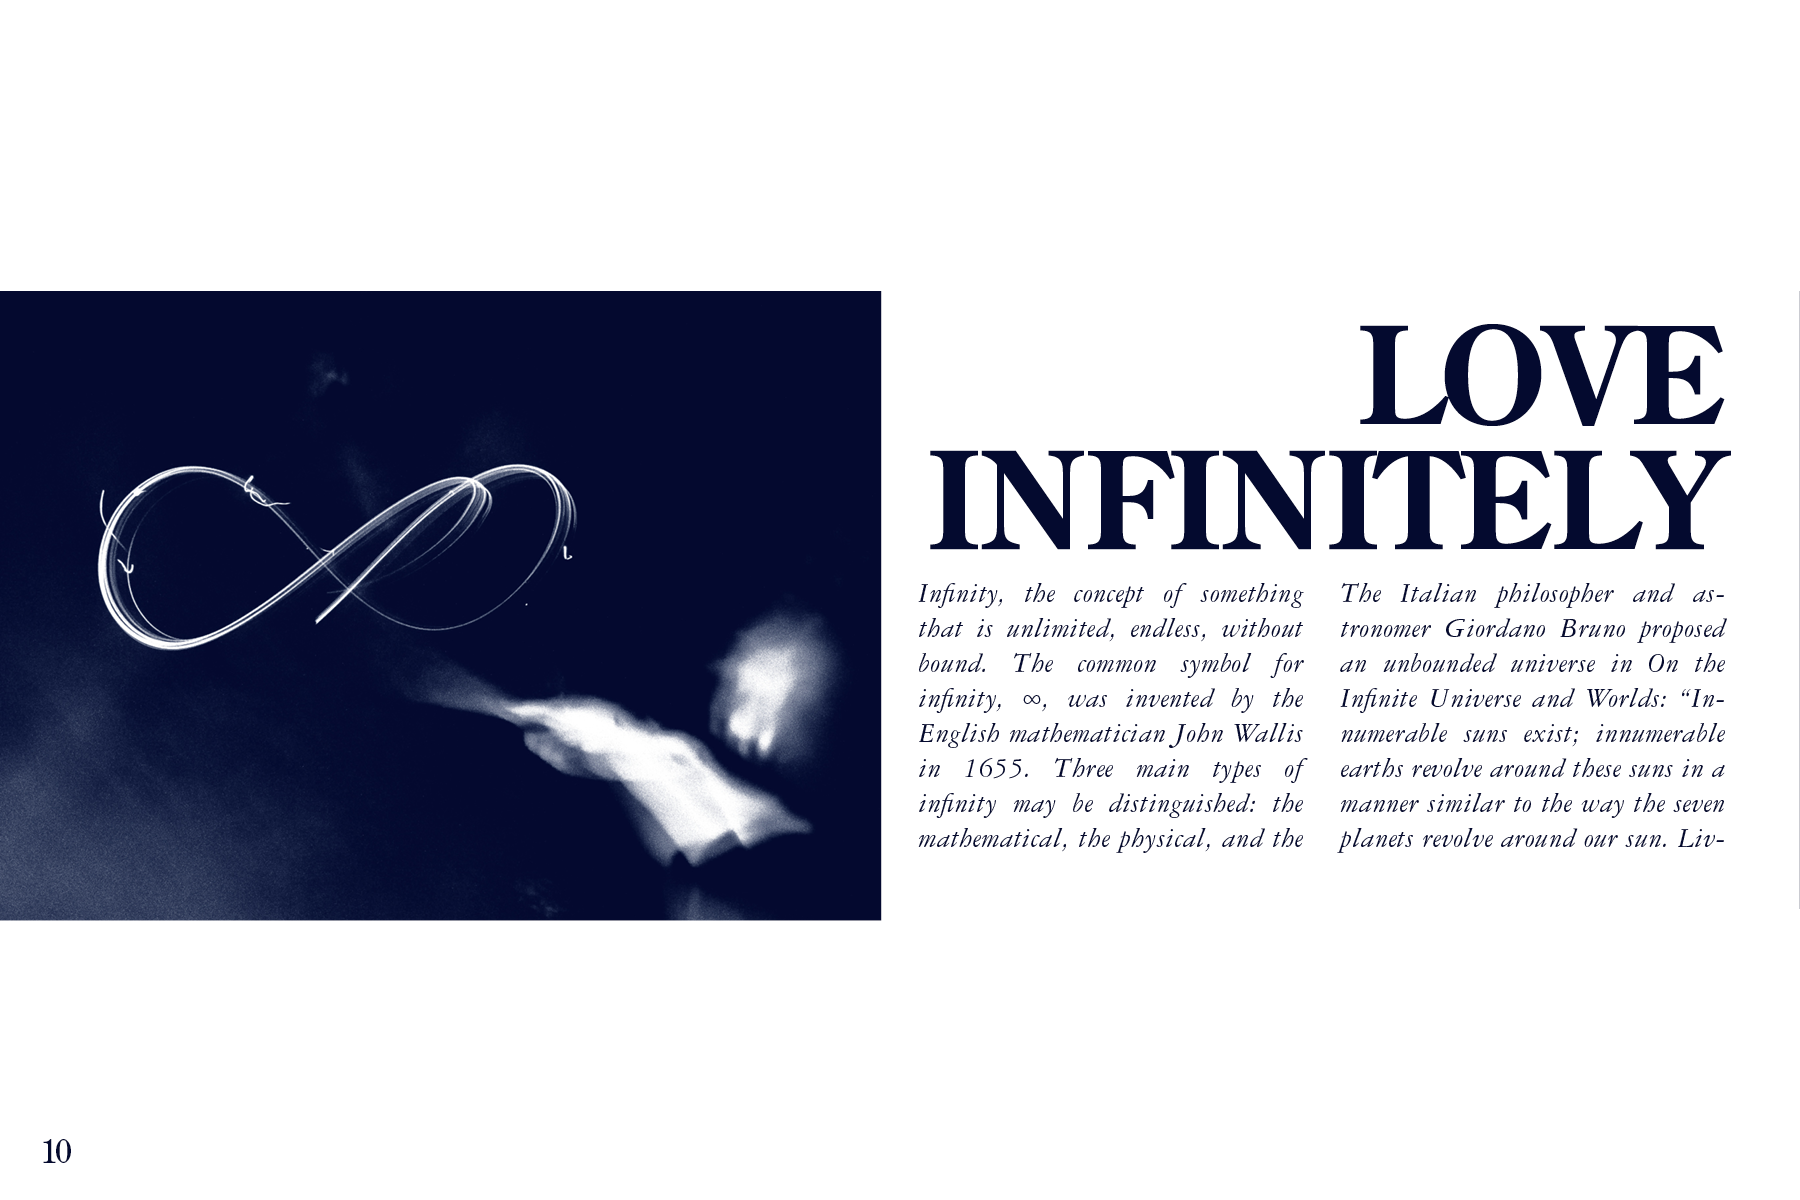 LOVE
INFINITELY
Infinity, the concept of something
that is unlimited, endless, without
bound. The common symbol for
infinity, ∞, was invented by the
English mathematician John Wallis
in 1655. Three main types of
infinity may be distinguished: the
mathematical, the physical, and the
The Italian philosopher and as-
tronomer Giordano Bruno proposed
an unbounded universe in On the
Infinite Universe and Worlds: “In-
numerable suns exist; innumerable
earths revolve around these suns in a
manner similar to the way the seven
planets revolve around our sun. Liv-
10